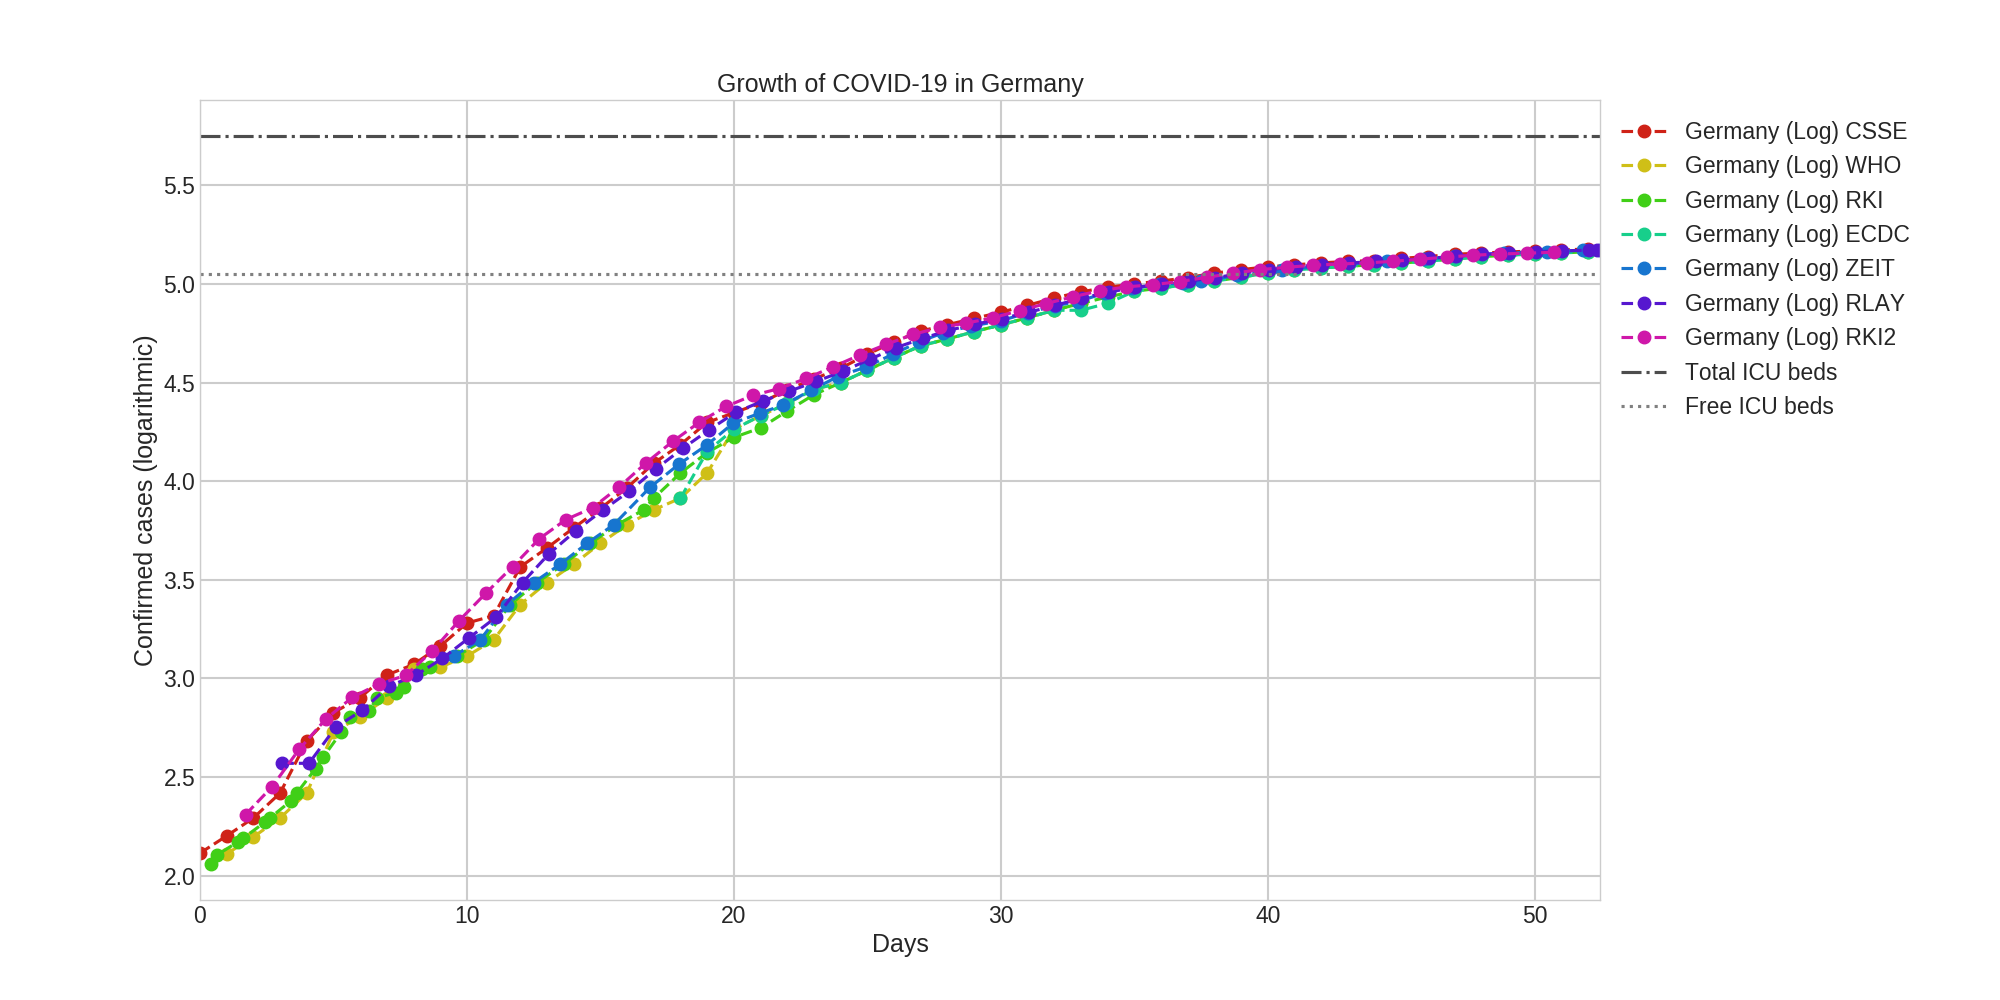 Growth of COVID-19 in Germany
Confirmed cases (logarithmic)
5.5
5.0
4.5
4.0
3.5
3.0
2.5
2.0
0 10 20 30 40 50
Days
Germany (Log) CSSE
Germany (Log) WHO
Germany (Log) RKI
Germany (Log) ECDC
Germany (Log) ZEIT
Germany (Log) RLAY
Germany (Log) RKI2
Total ICU beds
Free ICU beds